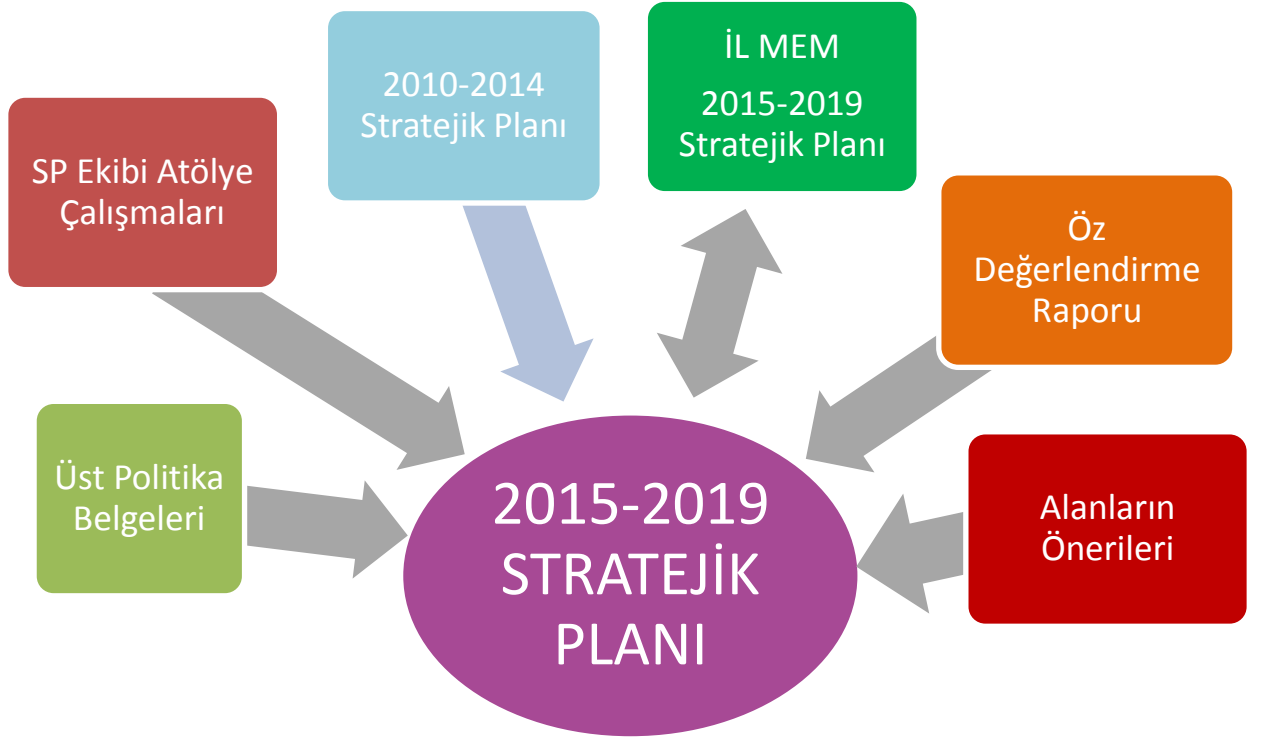 2010-2014
Stratejik Planı
İL MEM
2015-2019
Stratejik Planı
SP Ekibi Atölye
Çalışmaları
Öz
Değerlendirme
Raporu
Üst Politika
Belgeleri
Alanların
Önerileri
2015-2019
STRATEJİK
PLANI